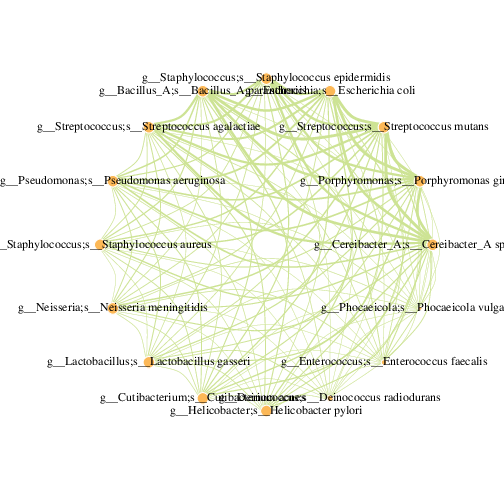 g__Staphylococcus;s__Staphylococcus epidermidis
g__Bacillus_A;s__Bacillus_A paranthracis
g__Escherichia;s__Escherichia coli
g__Streptococcus;s__Streptococcus agalactiae
g__Streptococcus;s__Streptococcus mutans
g__Pseudomonas;s__Pseudomonas aeruginosa
g__Porphyromonas;s__Porphyromonas gin
_Staphylococcus;s__Staphylococcus aureus
g__Cereibacter_A;s__Cereibacter_A sp
g__Neisseria;s__Neisseria meningitidis
g__Phocaeicola;s__Phocaeicola vulga
g__Lactobacillus;s__Lactobacillus gasseri
g__Enterococcus;s__Enterococcus faecalis
g__Cutibacterium;s__Cutibacterium acnes
g__Deinococcus;s__Deinococcus radiodurans
g__Helicobacter;s__Helicobacter pylori